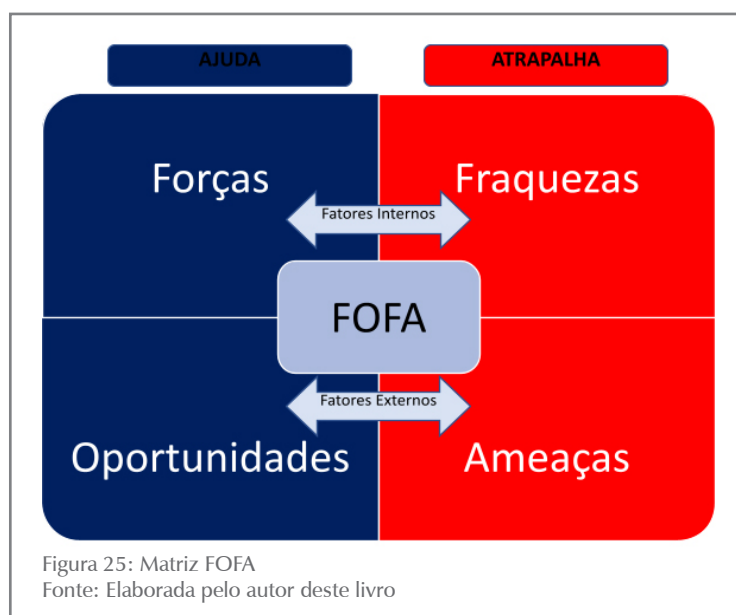 AJUDA
ATRAPALHA
Forças
Fraquezas
Fatores Internos
FOFA
Fatores Externos
Oportunidades
Ameaças
Figura 25: Matriz FOFA
Fonte: Elaborada pelo autor deste livro